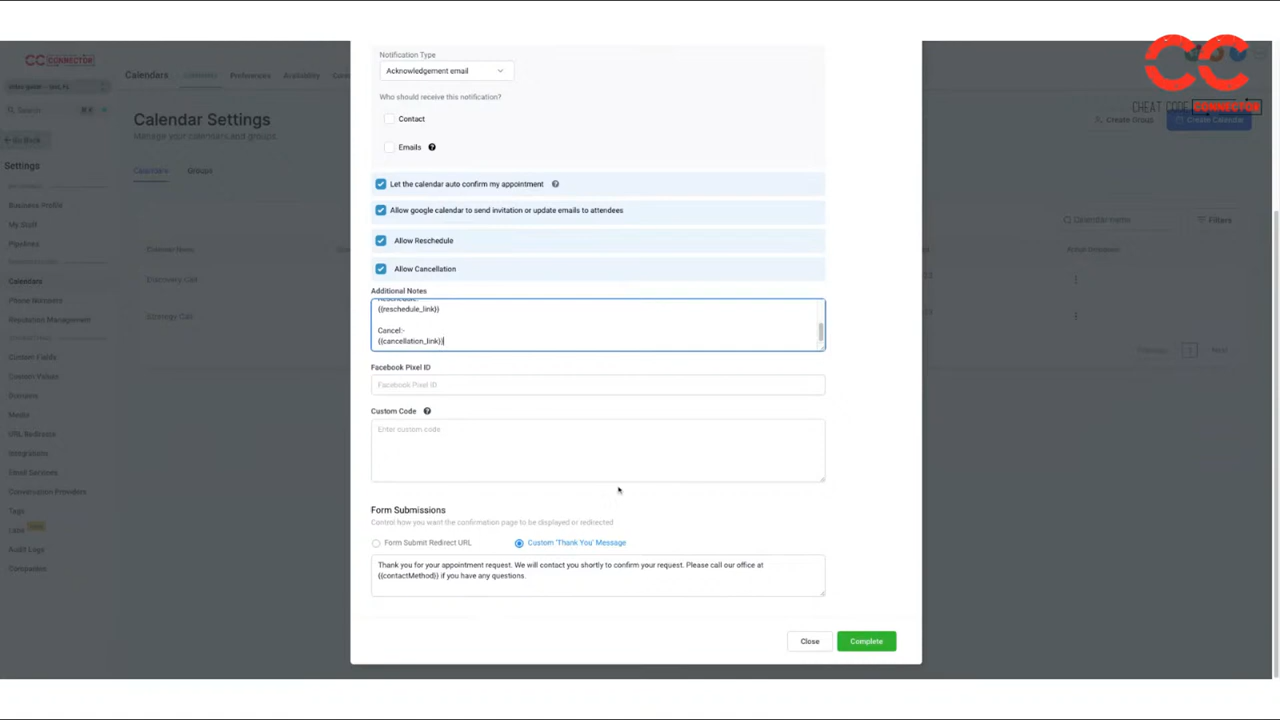 CC CONNECTOR
Calendars
Preferences
Availability
Search
Go Back
Calendar Settings
Manage your calendars and groups
Calendars
Groups
Settings
Business Profile
My Staff
Pipelines
Calendars
Phone Numbers
Reputation Management
Custom Fields
Custom Values
Domains
Media
URL Redirects
Integrations
Email Services
Conversation Providers
Tags
Labs
Audit Logs
Companies
Calendar Name
Discovery Call
Strategy Call
Notification Type
Acknowledgement email
Who should receive this notification?
Contact
Emails
Let the calendar auto confirm my appointment
Allow google calendar to send invitation or update emails to attendees
Allow Reschedule
Allow Cancellation
Additional Notes
{{reschedule_link}}
Cancel:-
{{cancellation_link}}
Facebook Pixel ID
Facebook Pixel ID
Custom Code
Enter custom code
Form Submissions
Control how you want the confirmation page to be displayed or redirected
Form Submit Redirect URL
Custom 'Thank You' Message
Thank you for your appointment request. We will contact you shortly to confirm your request. Please call our office at
{{contactMethod}} if you have any questions.
Close
Complete
CC
CHEAT CODE CONNECTOR
Create Group
Create Calendar
Calendar name
Filters
Previous
1
Next